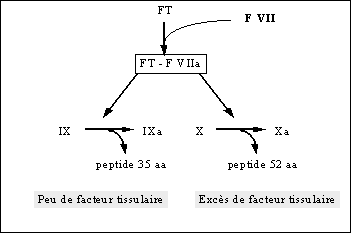 FT
F VII
FT - F VIIa
IX IXa X Xa
peptide 35 aa peptide 52 aa
Peu de facteur tissulaire Excès de facteur tissulaire